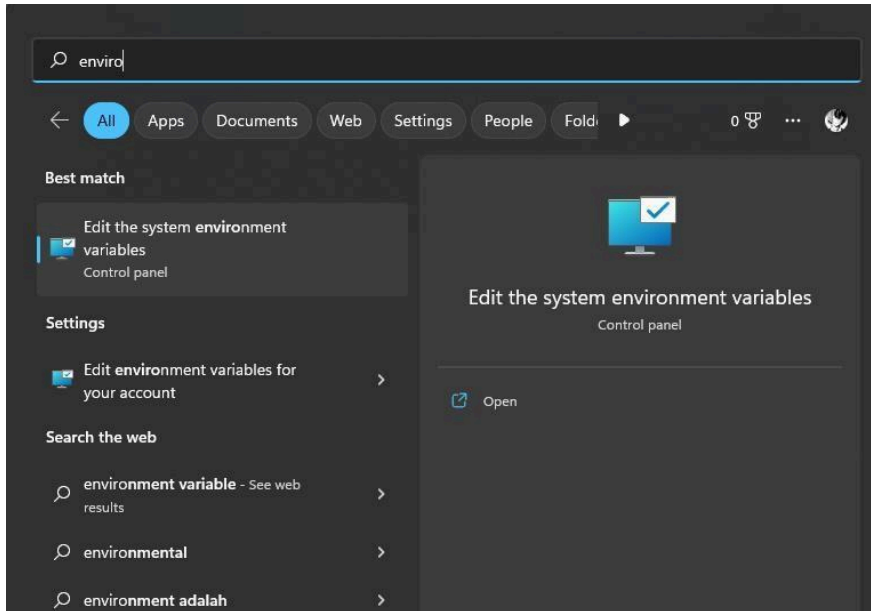 enviro
All Apps Documents Web Settings People Fold 0
Best match
Edit the system environment
variables
Control panel
Settings
Edit environment variables for
your account
Search the web
environment variable - See web
results
environmental
environment adalah
Edit the system environment variables
Control panel
Open